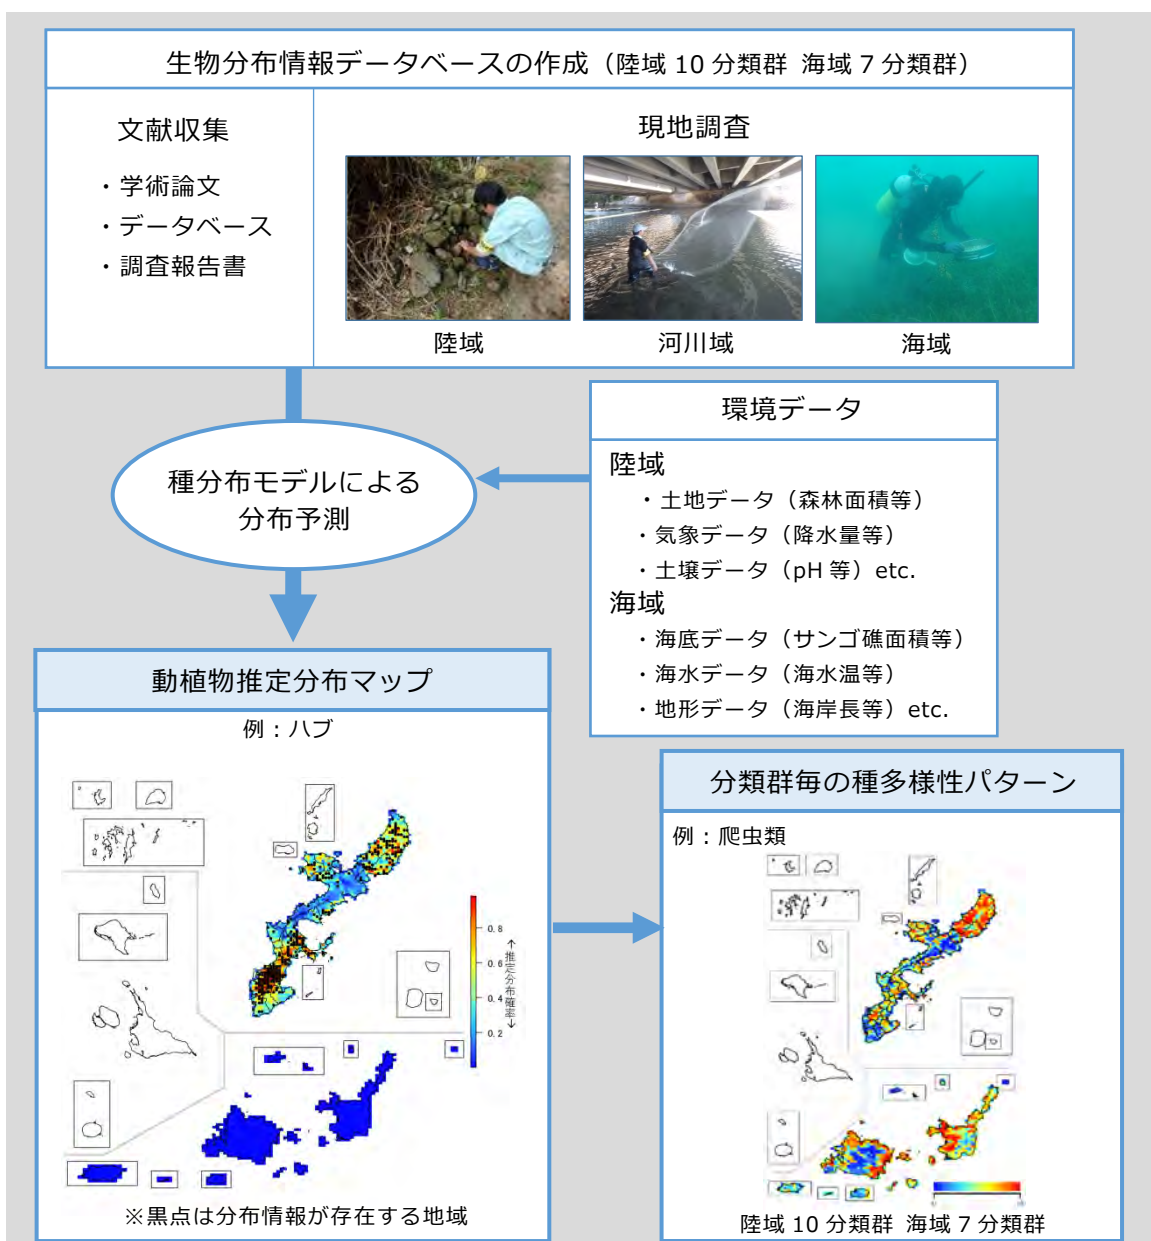 生物分布情報データベースの作成（陸域 10 分類群 海域 7 分類群）
文献収集
・学術論文
・データベース
・調査報告書
現地調査
陸域
河川域
海域
種分布モデルによる
分布予測
環境データ
陸域
・土地データ（森林面積等）
・気象データ（降水量等）
・土壌データ（pH 等）etc.
海域
・海底データ（サンゴ礁面積等）
・海水データ（海水温等）
・地形データ（海岸長等）etc.
動植物推定分布マップ
例：ハブ
0.8
0.6
0.4
0.2
↑推定分布確率↓
※黒点は分布情報が存在する地域
分類群毎の種多様性パターン
例：爬虫類
陸域 10 分類群 海域 7 分類群